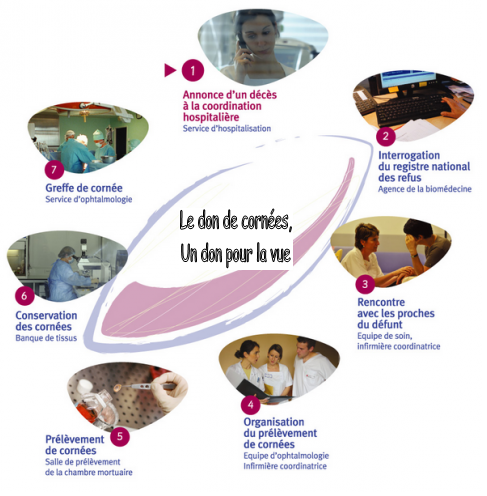 1
Annonce d'un décès
à la coordination
hospitalière
Service d'hospitalisation
2
Interrogation
du registre national
des refus
Agence de la biomédecine
3
Rencontre
avec les proches
du défunt
Equipe de soin,
infirmière coordinatrice
4
Organisation
du prélèvement
de cornées
Equipe d'ophtalmologie
Infirmière coordinatrice
5
Prélèvement
de cornées
Salle de prélèvement
de la chambre mortuaire
6
Conservation
des cornées
Banque de tissus
7
Greffe de cornée
Service d'ophtalmologie
Le don de cornées,
Un don pour la vue